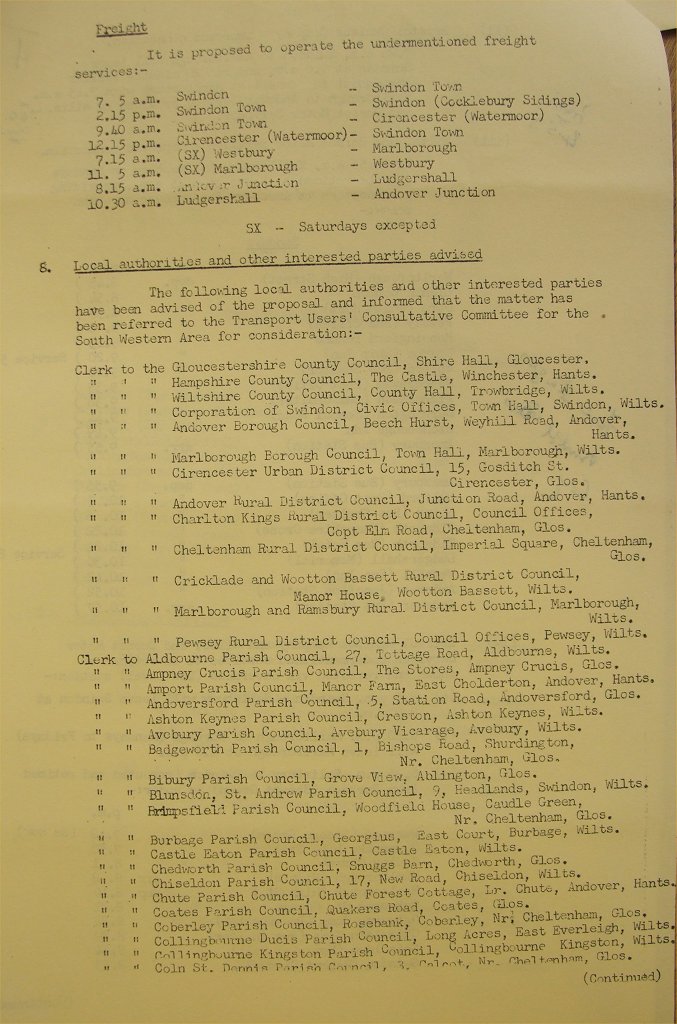 Freight
It is proposed to operate the undermentioned freight
services:-
7. 5 a.m. Swindon - Swindon Town
2.15 p.m. Swindon Town - Swindon (Cocklebury Sidings)
9.40 a.m. Swindon Town - Cirencester (Watermoor)
12.15 p.m. Cirencester (Watermoor)- Swindon Town
7.15 a.m. (SX) Westbury - Marlborough
11. 5 a.m. (SX) Marlborough - Westbury
8.15 a.m. Andover Junction - Ludgershall
10.30 a.m. Ludgershall - Andover Junction
SX - Saturdays excepted
8. Local authorities and other interested parties advised
The following local authorities and other interested parties
have been advised of the proposal and informed that the matter has
been referred to the Transport Users' Consultative Committee for the
South Western Area for consideration:-
Clerk to the Gloucestershire County Council, Shire Hall, Gloucester.
" " " Hampshire County Council, The Castle, Winchester, Hants.
" " " Wiltshire County Council, County Hall, Trowbridge, Wilts.
" " " Corporation of Swindon, Civic Offices, Town Hall, Swindon, Wilts.
" " " Andover Borough Council, Beech Hurst, Weyhill Road, Andover,
Hants.
" " " Marlborough Borough Council, Town Hall, Marlborough, Wilts.
" " " Cirencester Urban District Council, 15, Gosditch St.
Cirencester, Glos.
" " " Andover Rural District Council, Junction Road, Andover, Hants.
" " " Charlton Kings Rural District Council, Council Offices,
Copt Elm Road, Cheltenham, Glos.
" " " Cheltenham Rural District Council, Imperial Square, Cheltenham,
Glos.
" " " Cricklade and Wootton Bassett Rural District Council,
Manor House, Wootton Bassett, Wilts.
" " " Marlborough and Ramsbury Rural District Council, Marlborough,
Wilts.
" " " Pewsey Rural District Council, Council Offices, Pewsey, Wilts.
Clerk to Aldbourne Parish Council, 27, Tottage Road, Aldbourne, Wilts.
" " Ampney Crucis Parish Council, The Stores, Ampney Crucis, Glos.
" " Amport Parish Council, Manor Farm, East Cholderton, Andover, Hants.
" " Andoversford Parish Council, 5, Station Road, Andoversford, Glos.
" " Ashton Keynes Parish Council, Creston, Ashton Keynes, Wilts.
" " Avebury Parish Council, Avebury Vicarage, Avebury, Wilts.
" " Badgeworth Parish Council, 1, Bishops Road, Shurdington,
Nr. Cheltenham, Glos.
" " Bibury Parish Council, Grove View, Ablington, Glos.
" " Blunsdon, St. Andrew Parish Council, 9, Headlands, Swindon, Wilts.
" " Brimpsfield Parish Council, Woodfield House, Caudle Green,
Nr. Cheltenham, Glos.
" " Burbage Parish Council, Georgius, East Court, Burbage, Wilts.
" " Castle Eaton Parish Council, Castle Eaton, Wilts.
" " Chedworth Parish Council, Snuggs Barn, Chedworth, Glos.
" " Chiseldon Parish Council, 17, New Road, Chiseldon, Wilts.
" " Chute Parish Council, Chute Forest Cottage, Lr. Chute, Andover, Hants.
" " Coates Parish Council, Quakers Road, Coates, Glos.
" " Coberley Parish Council, Rosebank, Coberley, Nr. Cheltenham, Glos.
" " Collingbourne Ducis Parish Council, Long Acres, East Everleigh, Wilts.
" " Collingbourne Kingston Parish Council, Collingbourne Kingston, Wilts.
" " Coln St. Dennis Parish Council, 3, Calcot, Nr. Cheltenham, Glos.
(Continued)